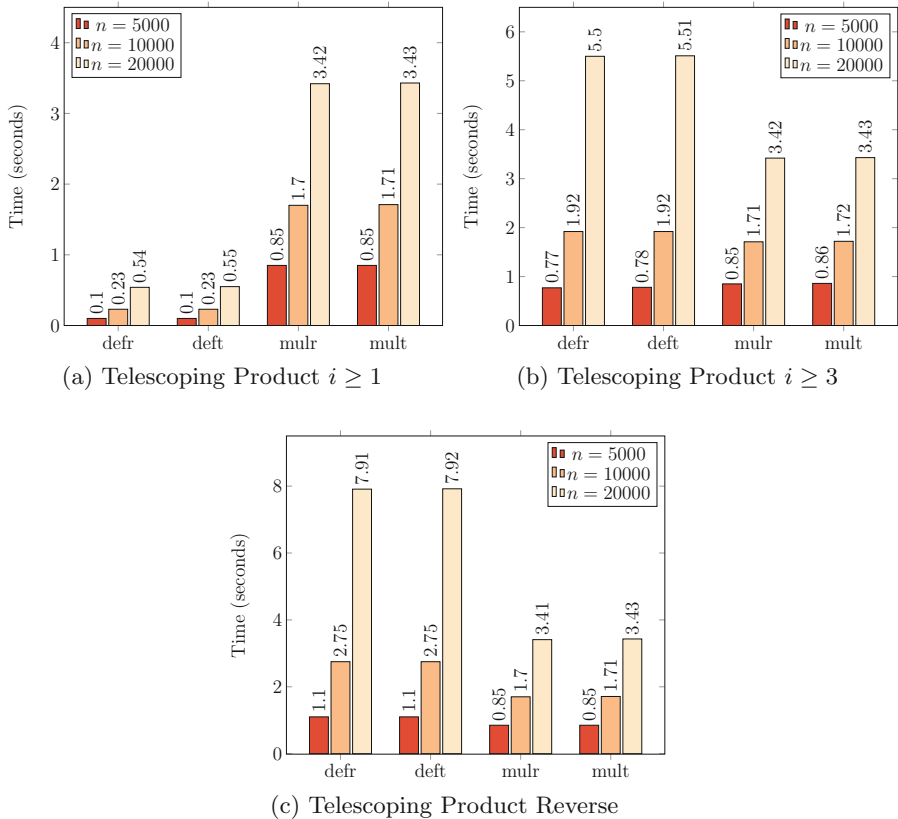 n = 5000
n = 10000
n = 20000
Time (seconds)
4
3
2
1
0
0.1
0.23
0.54
0.1
0.23
0.55
0.85
1.7
3.42
0.85
1.71
3.43
defr
deft
mulr
mult
(a) Telescoping Product i ≥ 1
n = 5000
n = 10000
n = 20000
Time (seconds)
6
5
4
3
2
1
0
0.77
1.92
5.5
0.78
1.92
5.51
0.85
1.71
3.42
0.86
1.72
3.43
defr
deft
mulr
mult
(b) Telescoping Product i ≥ 3
n = 5000
n = 10000
n = 20000
Time (seconds)
8
6
4
2
0
1.1
2.75
7.91
1.1
2.75
7.92
0.85
1.7
3.41
0.85
1.71
3.43
defr
deft
mulr
mult
(c) Telescoping Product Reverse